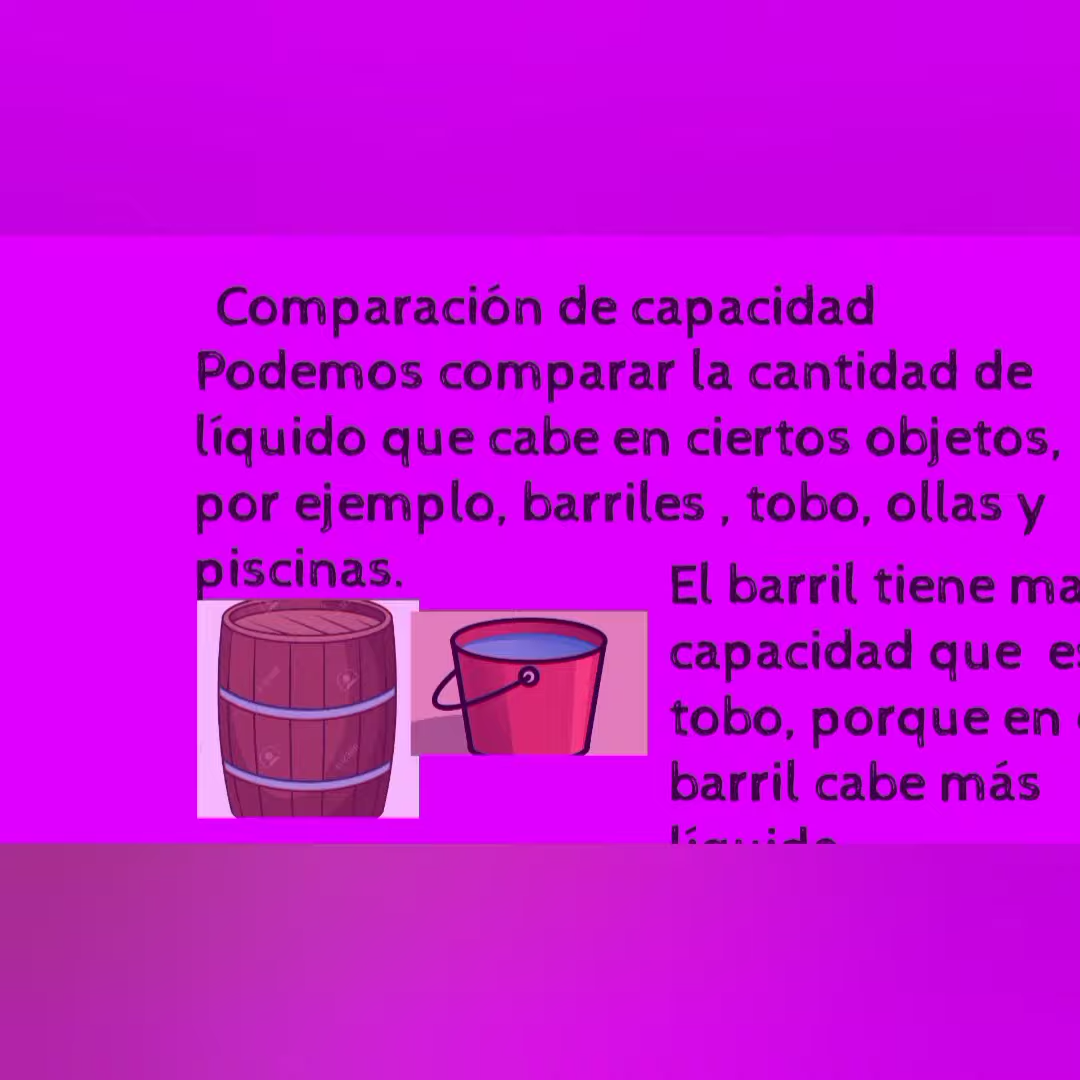 Comparación de capacidad
Podemos comparar la cantidad de
líquido que cabe en ciertos objetos,
por ejemplo, barriles , tobo, ollas y
piscinas.
El barril tiene
capacidad que
tobo, porque en
barril cabe más